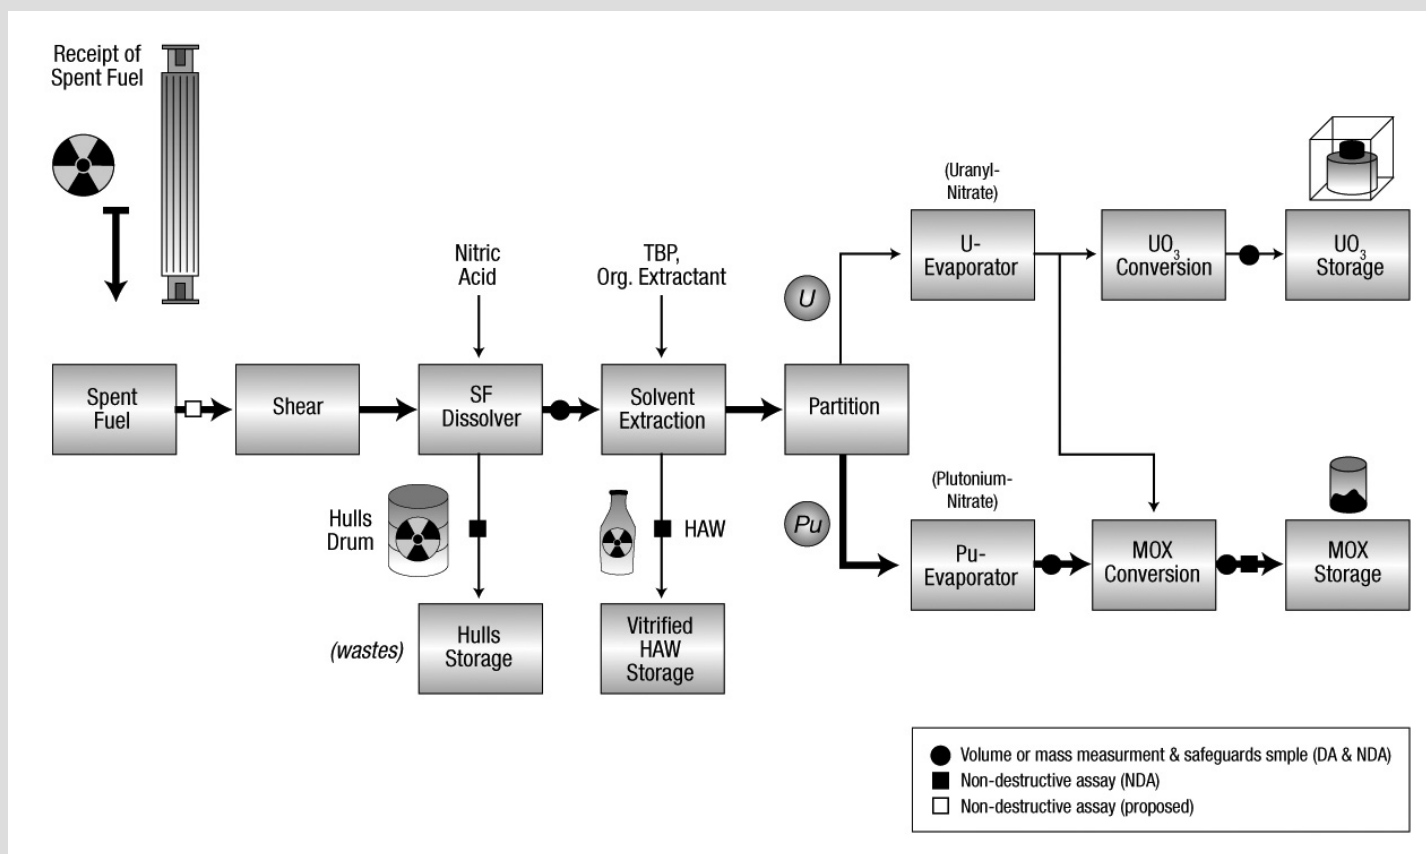 Receipt of
Spent Fuel
(Uranyl-
Nitrate)
Nitric
Acid
TBP,
Org. Extractant
U
U-
Evaporator
UO3
Conversion
UO3
Storage
Spent
Fuel
Shear
SF
Dissolver
Solvent
Extraction
Partition
Hulls
Drum
HAW
Pu
(Plutonium-
Nitrate)
Pu-
Evaporator
MOX
Conversion
MOX
Storage
(wastes)
Hulls
Storage
Vitrified
HAW
Storage
Volume or mass measurment & safeguards smple (DA & NDA)
Non-destructive assay (NDA)
Non-destructive assay (proposed)